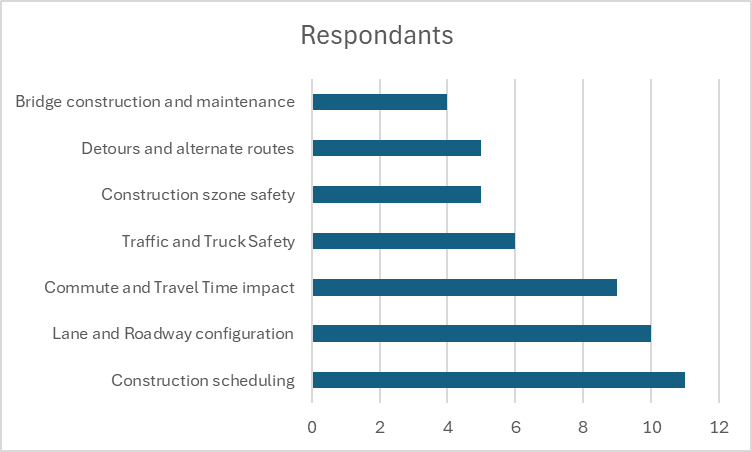 Respondants
Bridge construction and maintenance
Detours and alternate routes
Construction szone safety
Traffic and Truck Safety
Commute and Travel Time impact
Lane and Roadway configuration
Construction scheduling
0 2 4 6 8 10 12